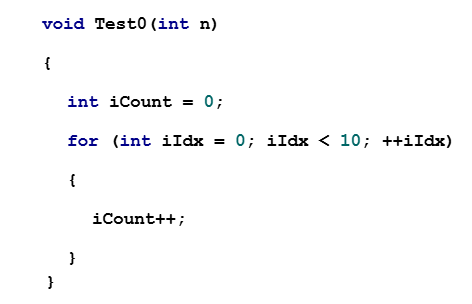 void Test0(int n)
{
int iCount = 0;
for (int iIdx = 0; iIdx < 10; ++iIdx)
{
iCount++;
}
}